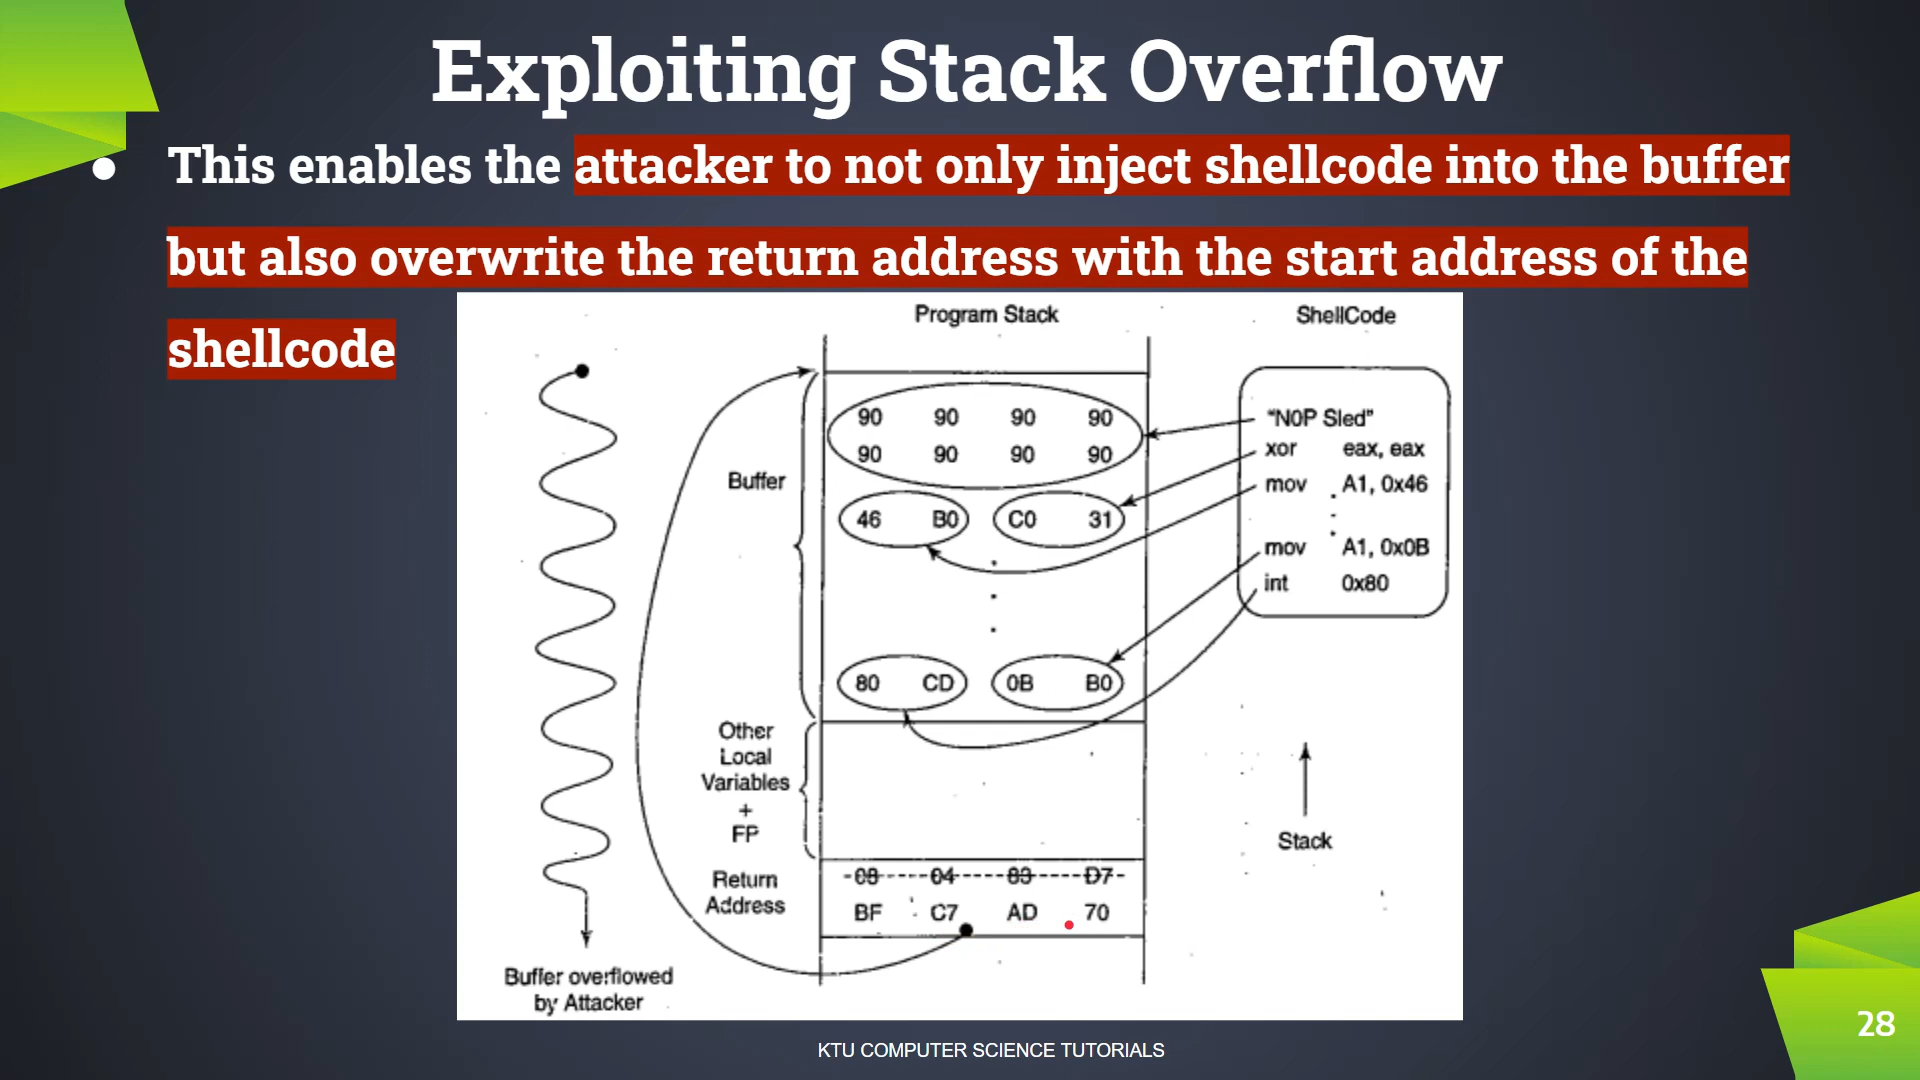 Exploiting Stack Overflow
This enables the attacker to not only inject shellcode into the buffer
but also overwrite the return address with the start address of the
shellcode
Program Stack
ShellCode
Buffer
90 90 90 90
90 90 90 90
46 B0 C0 31
80 CD 0B B0
"N0P Sled"
xor eax, eax
mov A1, 0x46
mov A1, 0x0B
int 0x80
Other
Local
Variables
+
FP
Stack
Return
Address
08 04 83 D7
BF C7 AD 70
Buffer overflowed
by Attacker
28
KTU COMPUTER SCIENCE TUTORIALS